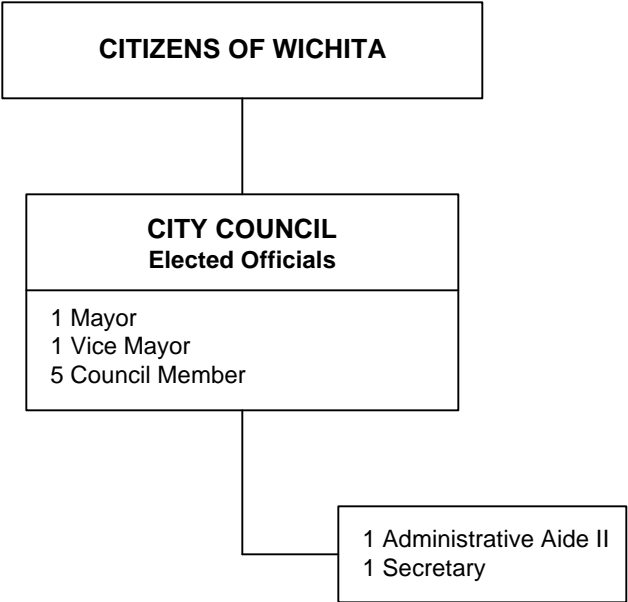 CITIZENS OF WICHITA
CITY COUNCIL
Elected Officials
1 Mayor
1 Vice Mayor
5 Council Member
1 Administrative Aide II
1 Secretary